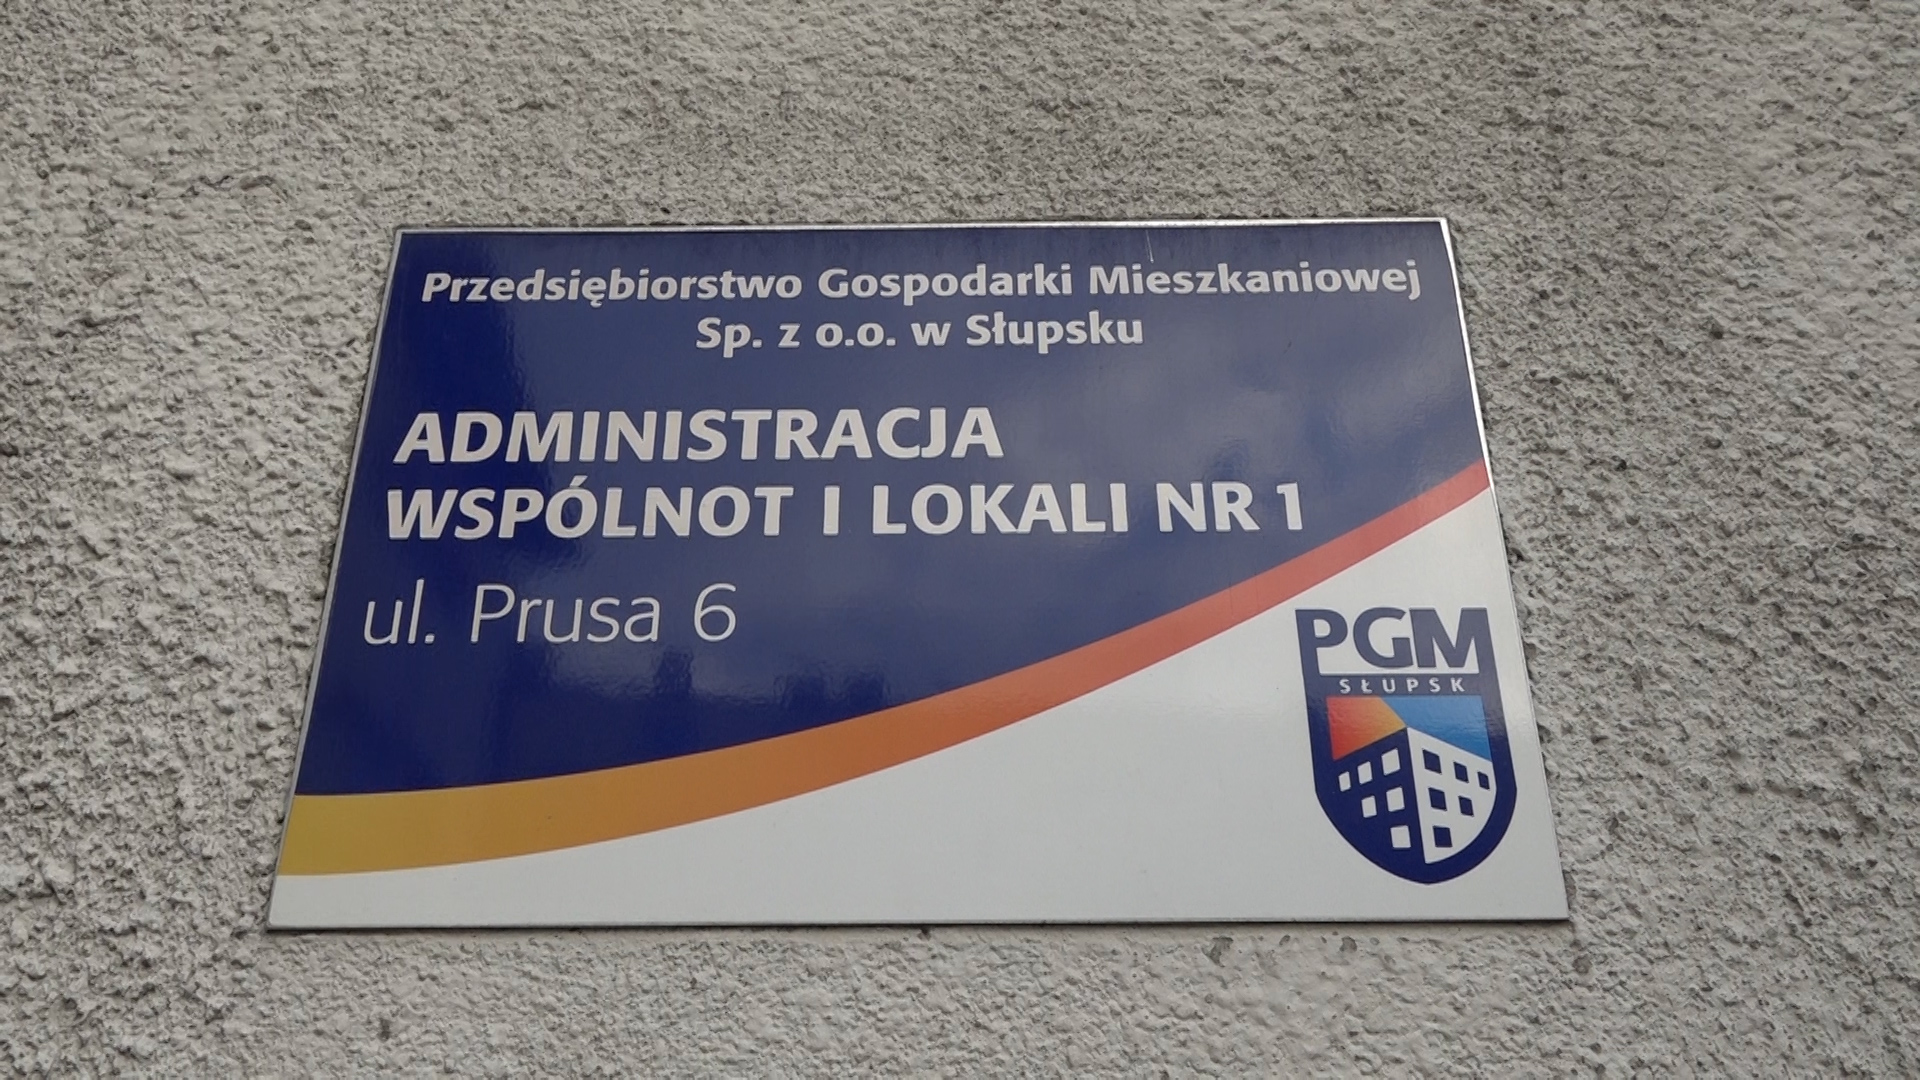 Przedsiębiorstwo Gospodarki Mieszkaniowej
Sp. z o.o. w Słupsku
ADMINISTRACJA
WSPÓLNOT I LOKALI NR 1
ul. Prusa 6
PGM
SŁUPSK